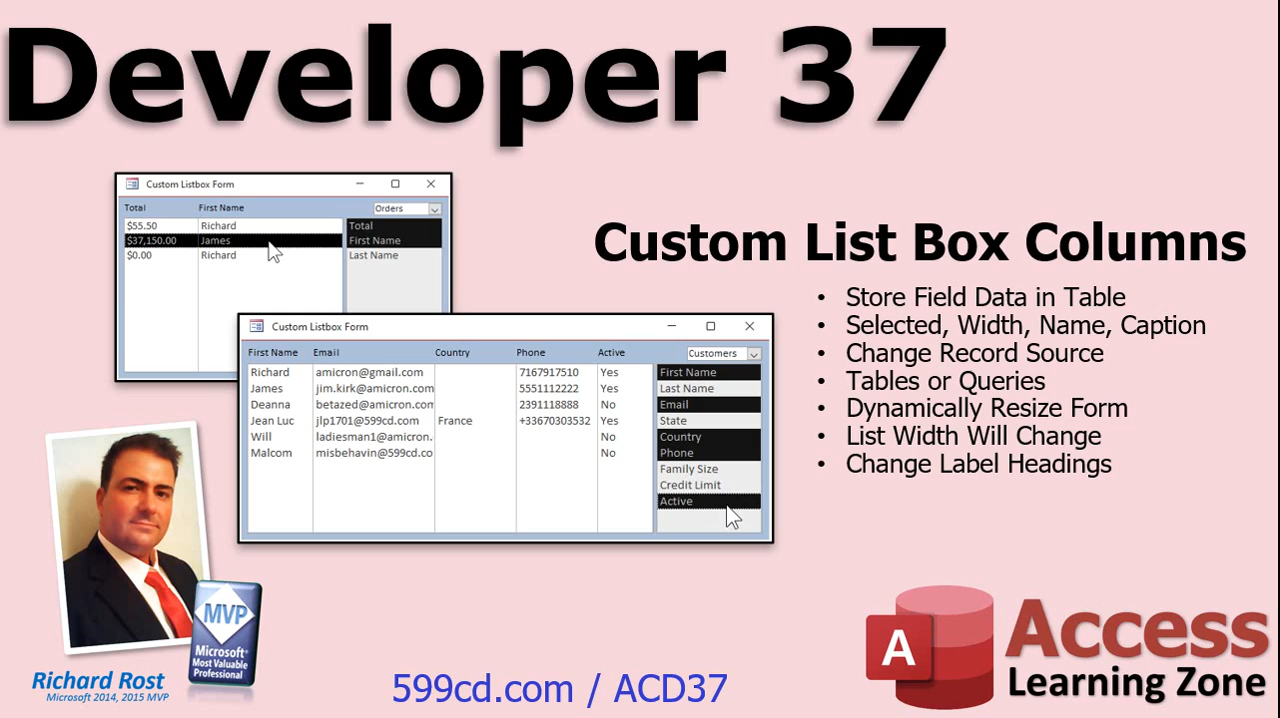 Developer 37
Custom Listbox Form
Total First Name Orders
$55.50 Richard Total
$37,150.00 James First Name
$0.00 Richard Last Name
Custom List Box Columns
• Store Field Data in Table
• Selected, Width, Name, Caption
• Change Record Source
• Tables or Queries
• Dynamically Resize Form
• List Width Will Change
• Change Label Headings
Custom Listbox Form
First Name Email Country Phone Active Customers
Richard amicron@gmail.com 7167917510 Yes First Name
James jim.kirk@amicron.com 5551112222 Yes Last Name
Deanna betazed@amicron.com 2391118888 No Email
Jean Luc jlp1701@599cd.com France +33670303532 Yes State
Will ladiesman1@amicron. No Country
Malcom misbehavin@599cd.co No Phone
Family Size
Credit Limit
Active
MVP
Microsoft®
Most Valuable
Professional
Richard Rost
Microsoft 2014, 2015 MVP
599cd.com / ACD37
A
Access
Learning Zone